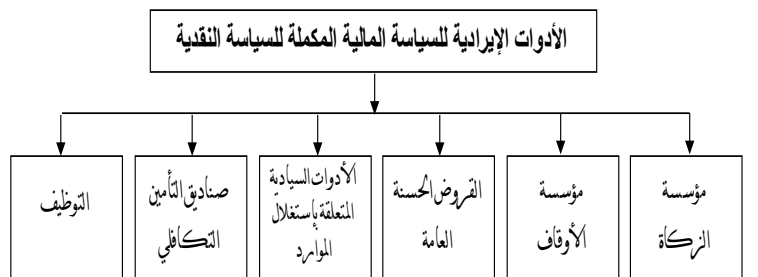 الأدوات الإيرادية للسياسة المالية المكملة للسياسة النقدية
مؤسسة
الزكاة
مؤسسة
الأوقاف
القروض الحسنة
العامة
الأدوات السيادية
المتعلقة بإستغلال
الموارد
صناديق التأمين
التكافلي
التوظيف